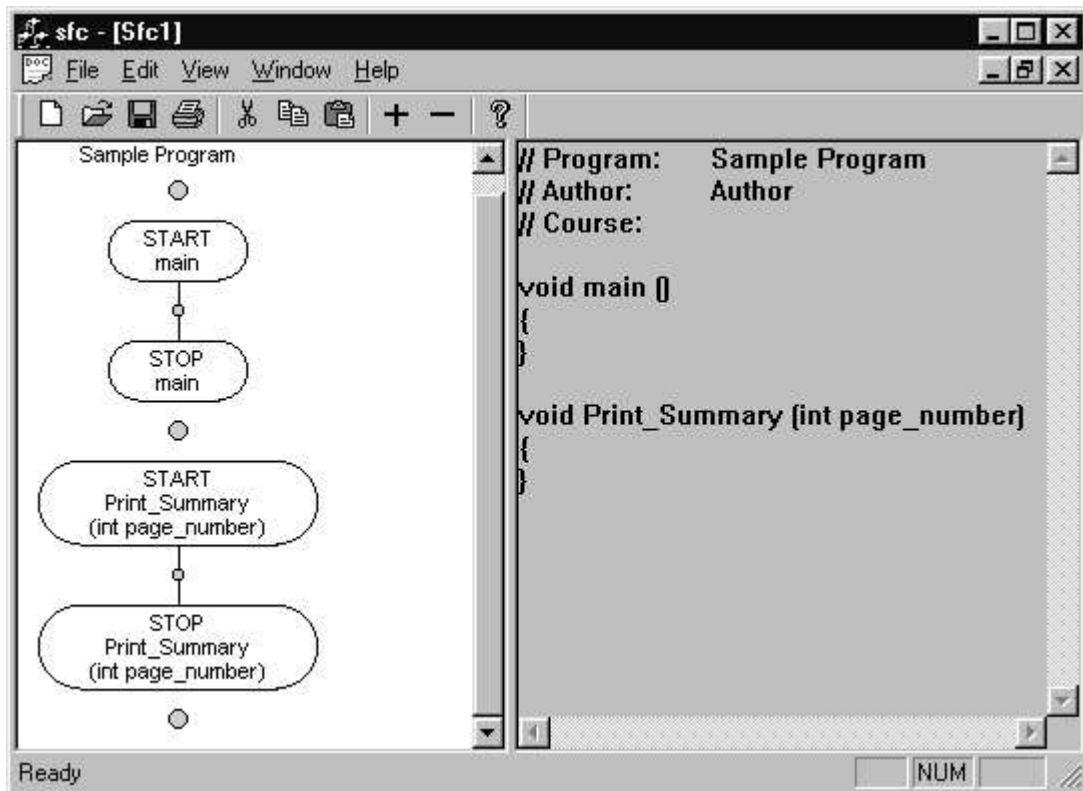 sfc - [Sfc1]
DOC File Edit View Window Help
Sample Program
START
main
STOP
main
START
Print_Summary
(int page_number)
STOP
Print_Summary
(int page_number)
// Program: Sample Program
// Author: Author
// Course:
void main ()
{
}
void Print_Summary (int page_number)
{
}
Ready NUM